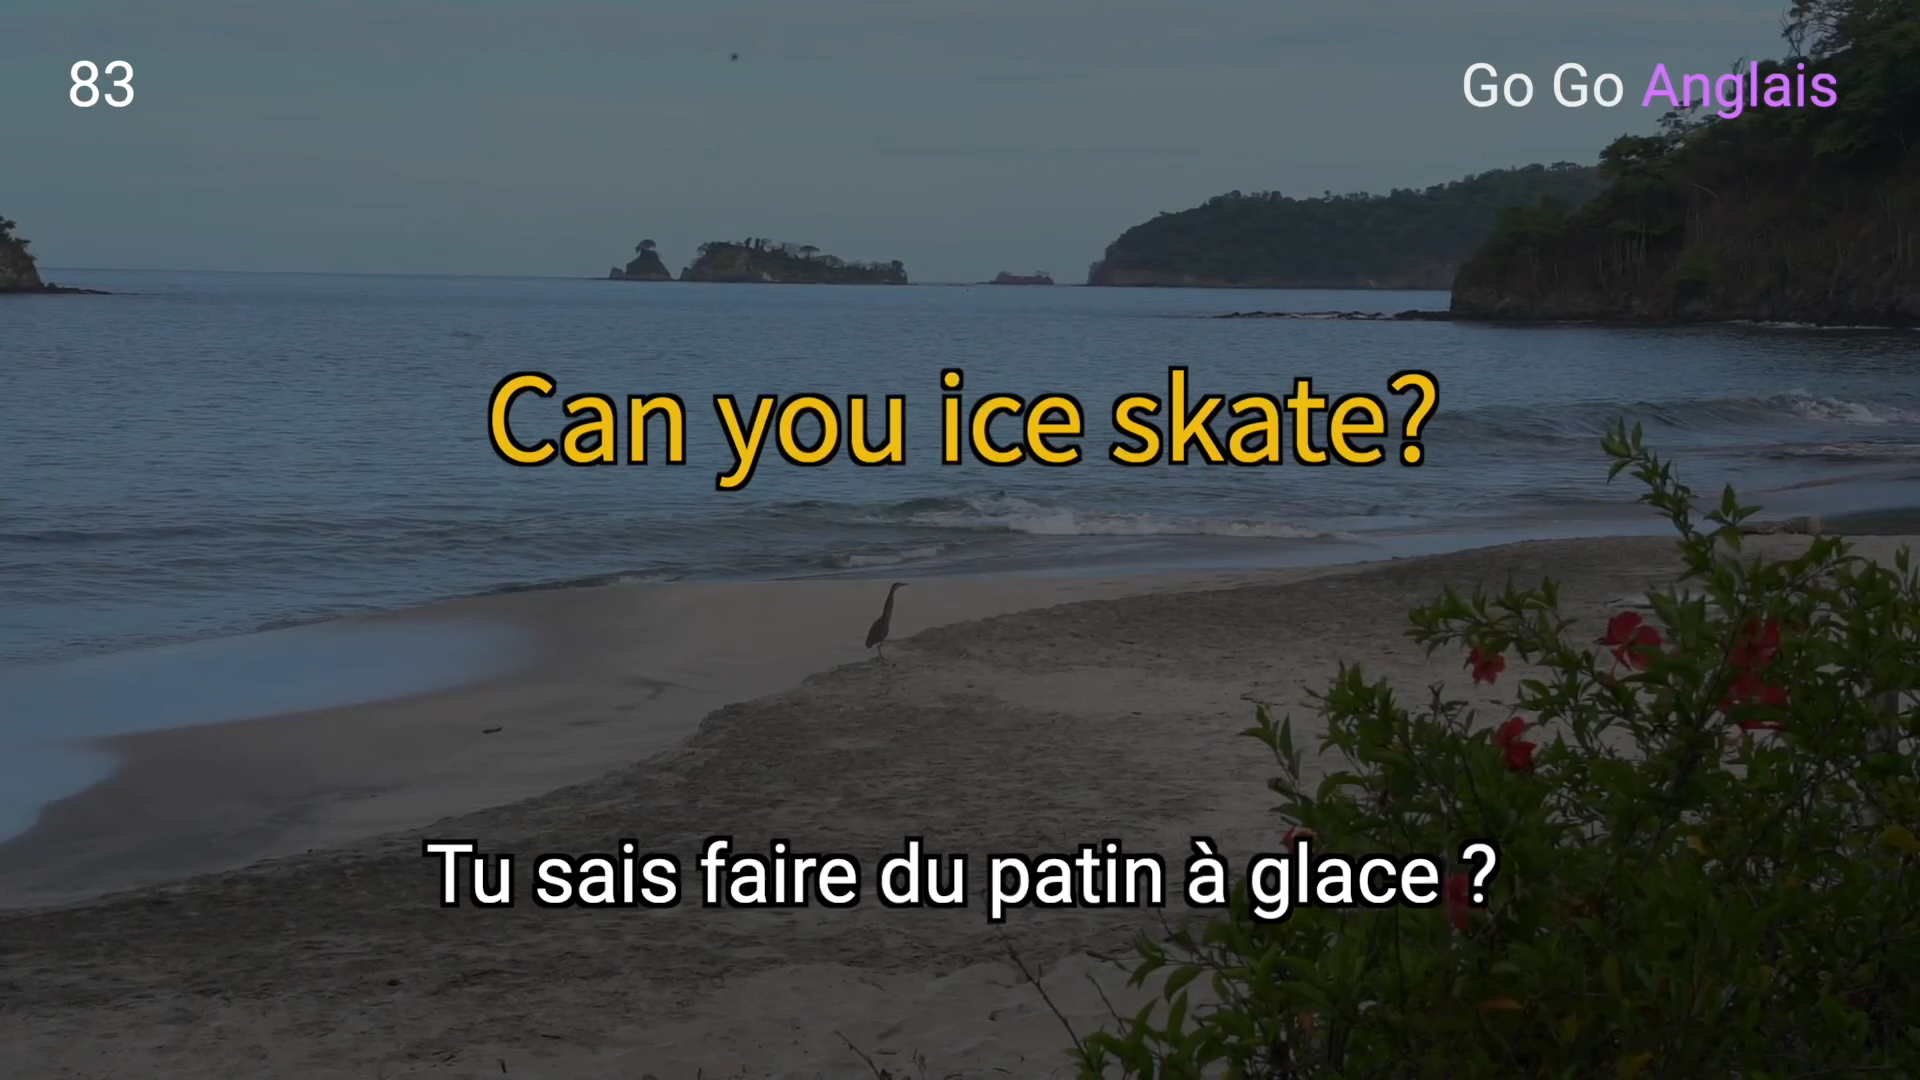 83
Go Go Anglais
Can you ice skate?
Tu sais faire du patin à glace ?